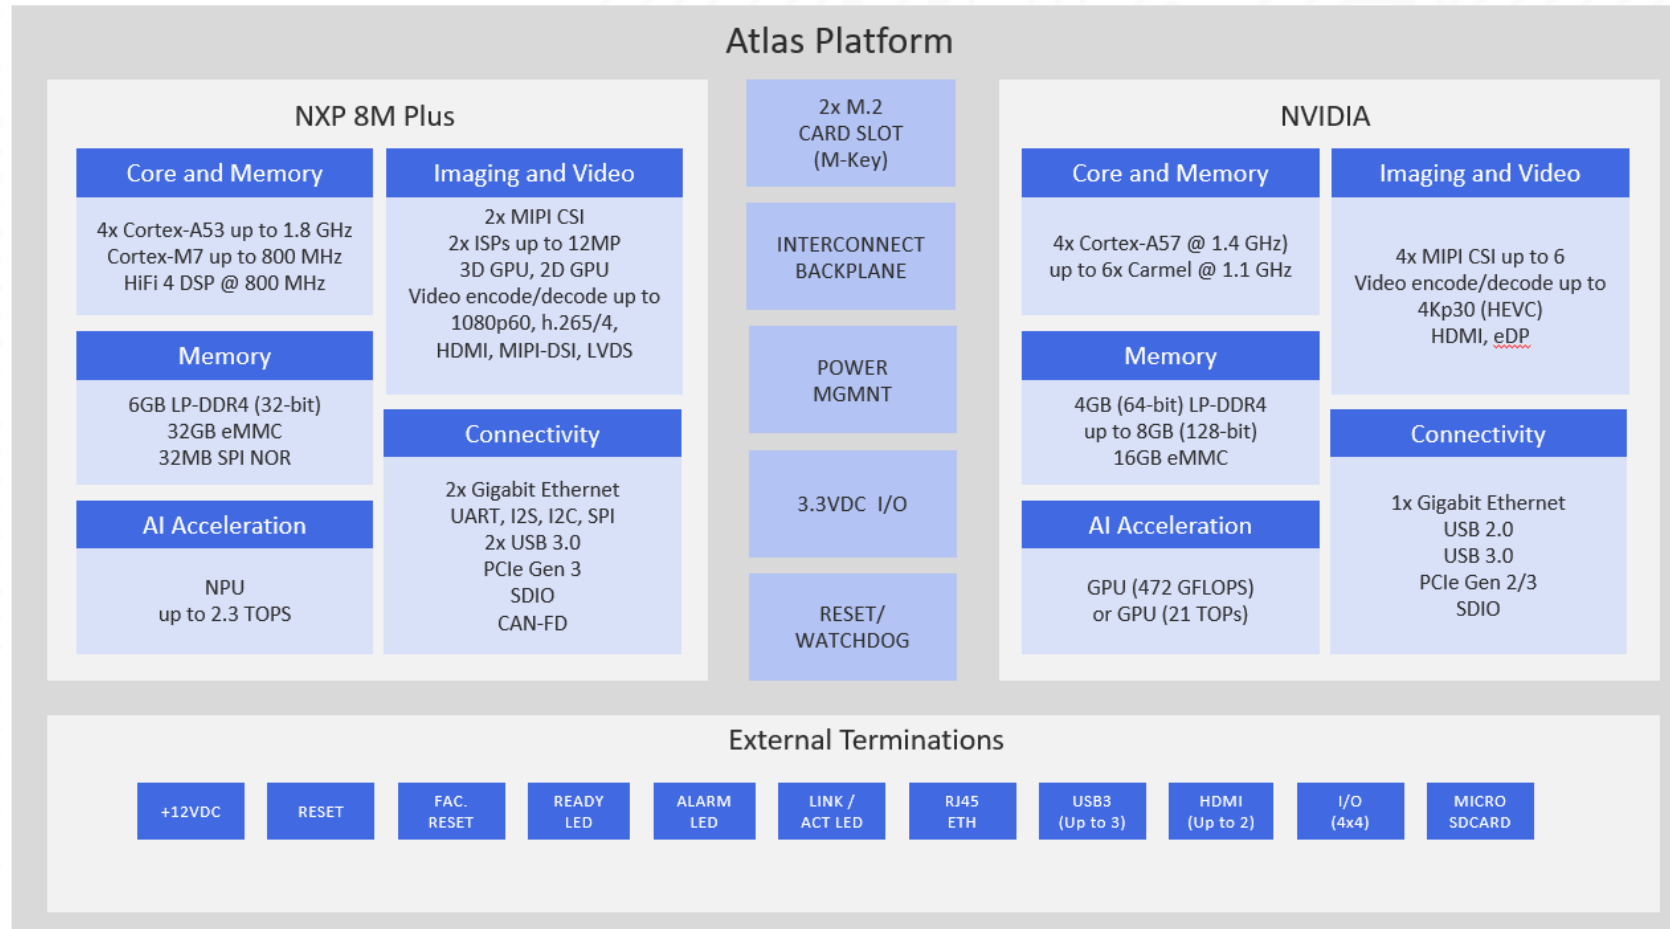 Atlas Platform
NXP 8M Plus
Core and Memory
4x Cortex-A53 up to 1.8 GHz
Cortex-M7 up to 800 MHz
HiFi 4 DSP @ 800 MHz
Memory
6GB LP-DDR4 (32-bit)
32GB eMMC
32MB SPI NOR
AI Acceleration
NPU
up to 2.3 TOPS
Imaging and Video
2x MIPI CSI
2x ISPs up to 12MP
3D GPU, 2D GPU
Video encode/decode up to
1080p60, h.265/4,
HDMI, MIPI-DSI, LVDS
Connectivity
2x Gigabit Ethernet
UART, I2S, I2C, SPI
2x USB 3.0
PCIe Gen 3
SDIO
CAN-FD
2x M.2
CARD SLOT
(M-Key)
INTERCONNECT
BACKPLANE
POWER
MGMNT
3.3VDC I/O
RESET/
WATCHDOG
NVIDIA
Core and Memory
4x Cortex-A57 @ 1.4 GHz)
up to 6x Carmel @ 1.1 GHz
Memory
4GB (64-bit) LP-DDR4
up to 8GB (128-bit)
16GB eMMC
AI Acceleration
GPU (472 GFLOPS)
or GPU (21 TOPs)
Imaging and Video
4x MIPI CSI up to 6
Video encode/decode up to
4Kp30 (HEVC)
HDMI, eDP
Connectivity
1x Gigabit Ethernet
USB 2.0
USB 3.0
PCIe Gen 2/3
SDIO
External Terminations
+12VDC
RESET
FAC.
RESET
READY
LED
ALARM
LED
LINK /
ACT LED
RJ45
ETH
USB3
(Up to 3)
HDMI
(Up to 2)
I/O
(4x4)
MICRO
SDCARD